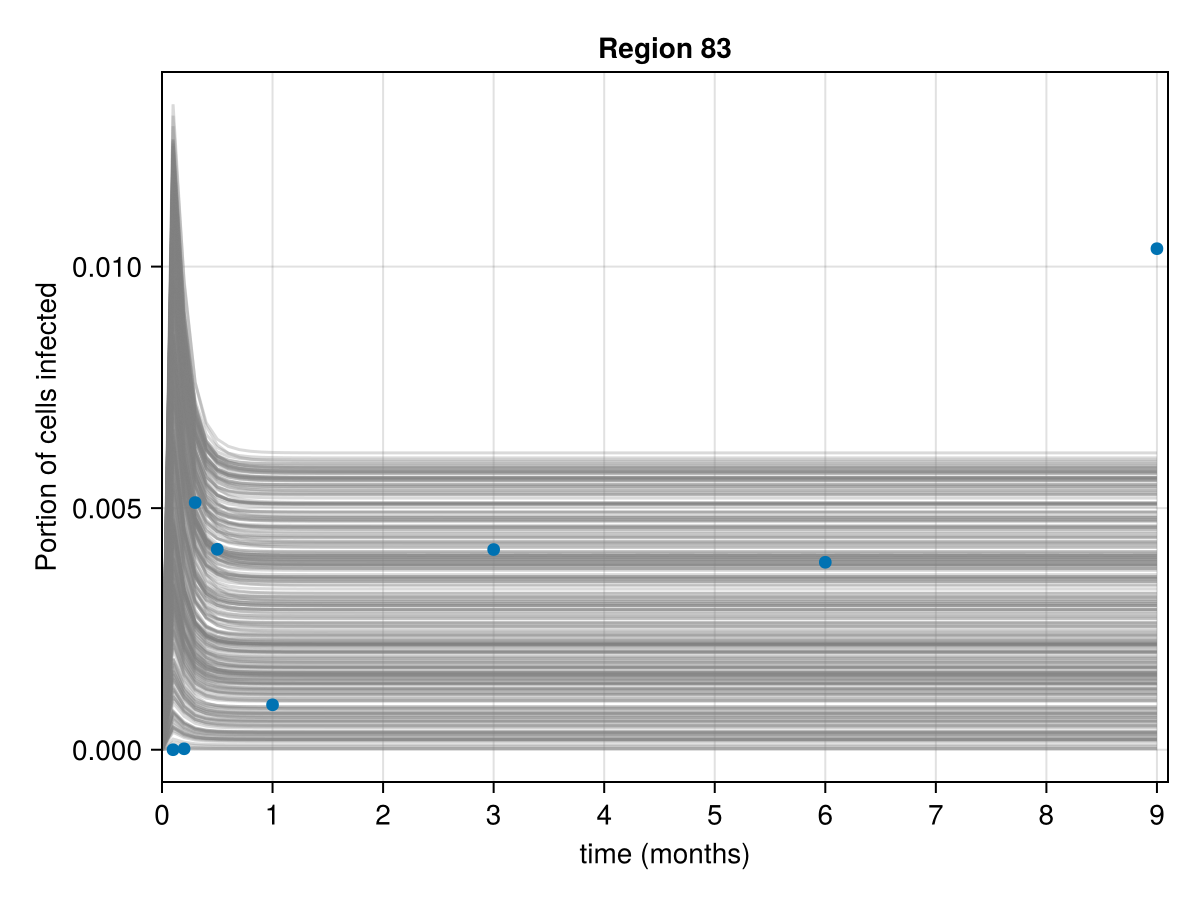 Region 83
Portion of cells infected
0.010
0.005
0.000
0 1 2 3 4 5 6 7 8 9
time (months)